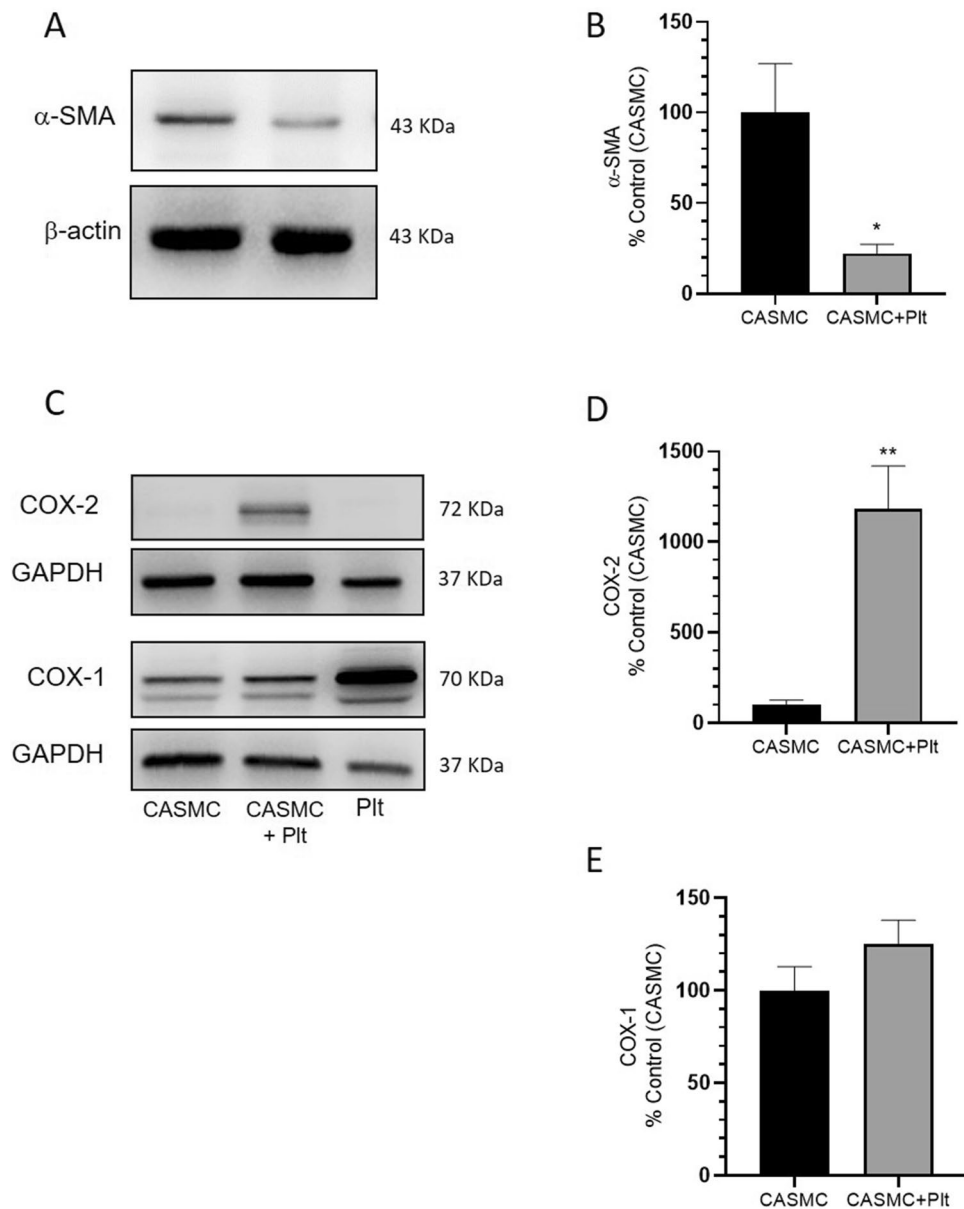 A
α-SMA
43 KDa
β-actin
43 KDa
B
α-SMA
% Control (CASMC)
150
100
50
0
*
CASMC
CASMC+Plt
C
COX-2
72 KDa
GAPDH
37 KDa
COX-1
70 KDa
GAPDH
37 KDa
CASMC
CASMC
+ Plt
Plt
D
COX-2
% Control (CASMC)
1500
1000
500
0
**
CASMC
CASMC+Plt
E
COX-1
% Control (CASMC)
150
100
50
0
CASMC
CASMC+Plt